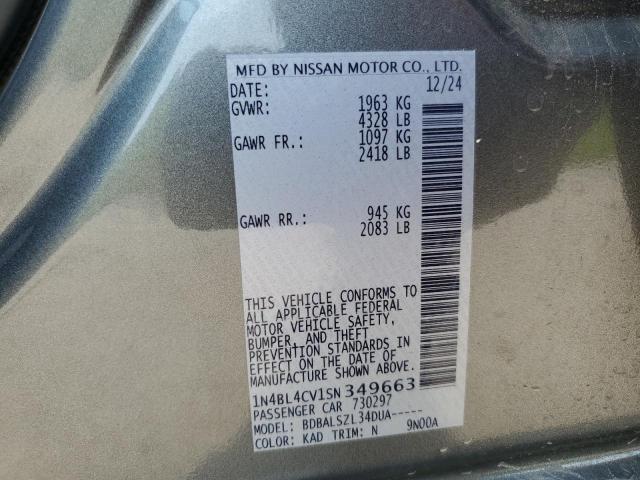 MFD BY NISSAN MOTOR CO., LTD.
DATE: 12/24
GVWR: 1963 KG
4328 LB
GAWR FR.: 1097 KG
2418 LB
GAWR RR.: 945 KG
2083 LB
THIS VEHICLE CONFORMS TO
ALL APPLICABLE FEDERAL
MOTOR VEHICLE SAFETY,
BUMPER, AND THEFT
PREVENTION STANDARDS IN
EFFECT ON THE DATE OF
MANUFACTURE SHOWN ABOVE.
1N4BL4CV1SN349663
PASSENGER CAR 730297
MODEL: BDBALSZL34DUA-----
COLOR: KAD TRIM: N 9N00A